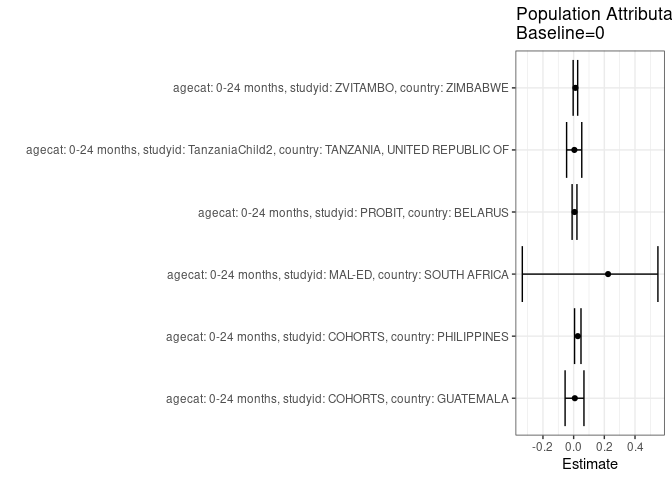 Population Attributa
Baseline=0
agecat: 0-24 months, studyid: ZVITAMBO, country: ZIMBABWE
agecat: 0-24 months, studyid: TanzaniaChild2, country: TANZANIA, UNITED REPUBLIC OF
agecat: 0-24 months, studyid: PROBIT, country: BELARUS
agecat: 0-24 months, studyid: MAL-ED, country: SOUTH AFRICA
agecat: 0-24 months, studyid: COHORTS, country: PHILIPPINES
agecat: 0-24 months, studyid: COHORTS, country: GUATEMALA
-0.2 0.0 0.2 0.4
Estimate